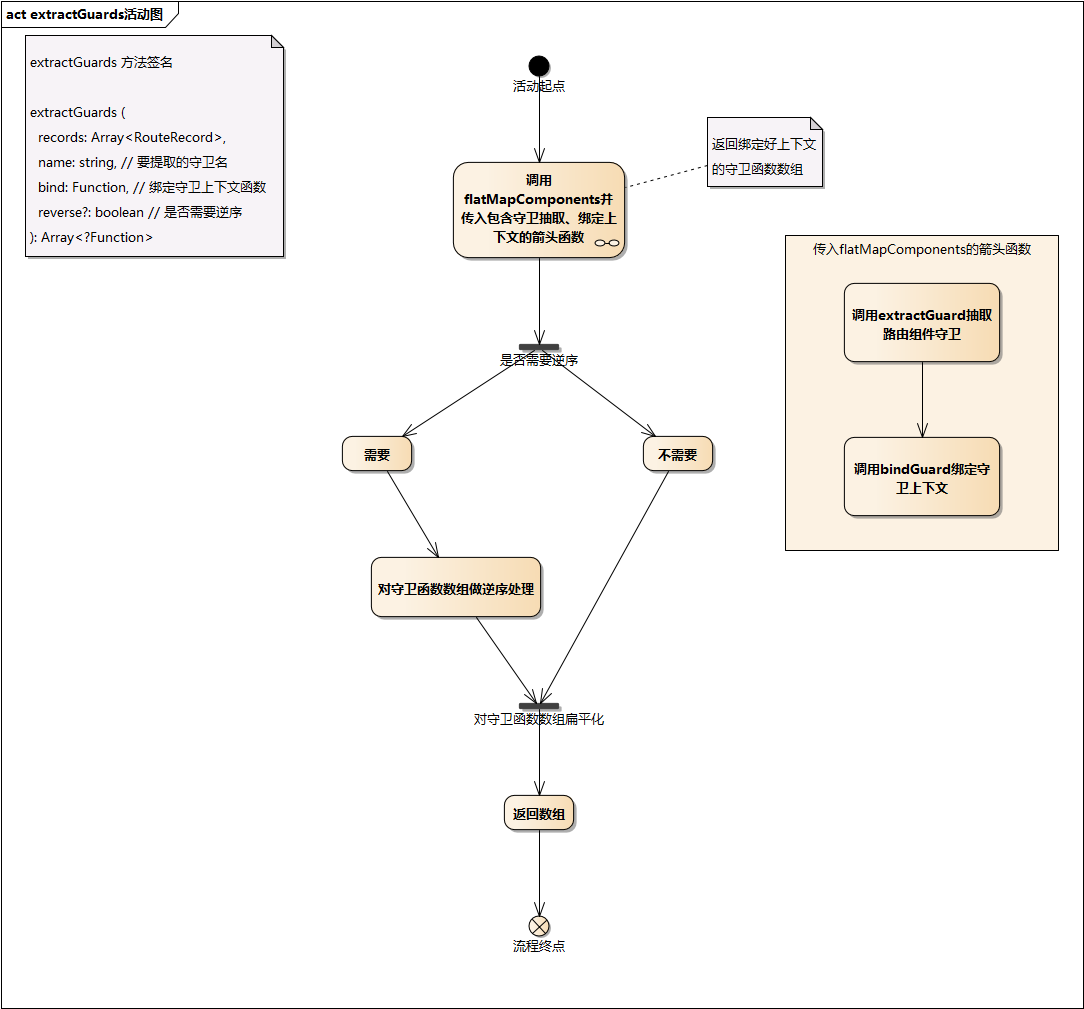 act extractGuards活动图
extractGuards 方法签名
extractGuards (
records: Array<RouteRecord>,
name: string, // 要提取的守卫名
bind: Function, // 绑定守卫上下文函数
reverse?: boolean // 是否需要逆序
): Array<?Function>
活动起点
调用
flatMapComponents并
传入包含守卫抽取、绑定上
下文的箭头函数
返回绑定好上下文
的守卫函数数组
传入flatMapComponents的箭头函数
调用extractGuard抽取
路由组件守卫
调用bindGuard绑定守
卫上下文
是否需要逆序
需要
不需要
对守卫函数数组做逆序处理
对守卫函数数组扁平化
返回数组
流程终点